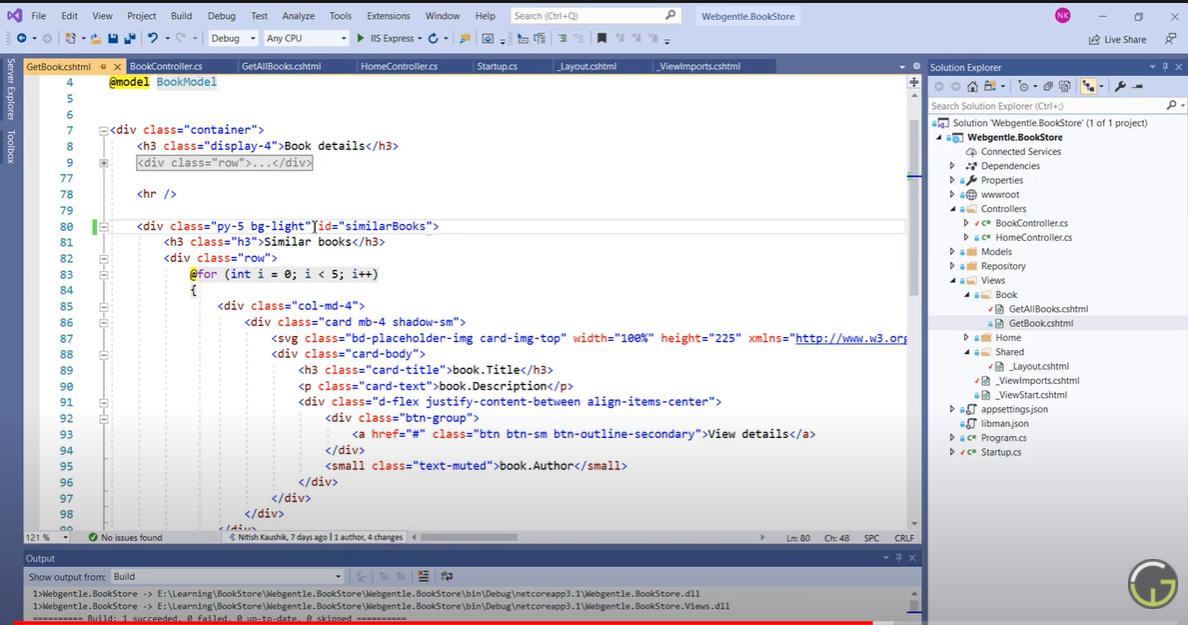 File Edit View Project Build Debug Test Analyze Tools Extensions Window Help Search (Ctrl+Q) Webgentle.BookStore NK
Debug Any CPU IIS Express Live Share
Server Explorer
Toolbox
GetBook.cshtml BookController.cs GetAllBooks.cshtml HomeController.cs Startup.cs _Layout.cshtml _ViewImports.cshtml
4 @model BookModel
5
6
7 <div class="container">
8 <h3 class="display-4">Book details</h3>
9 <div class="row">...</div>
77
78 <hr />
79
80 <div class="py-5 bg-light" id="similarBooks">
81 <h3 class="h3">Similar books</h3>
82 <div class="row">
83 @for (int i = 0; i < 5; i++)
84 {
85 <div class="col-md-4">
86 <div class="card mb-4 shadow-sm">
87 <svg class="bd-placeholder-img card-img-top" width="100%" height="225" xmlns="http://www.w3.org
88 <div class="card-body">
89 <h3 class="card-title">book.Title</h3>
90 <p class="card-text">book.Description</p>
91 <div class="d-flex justify-content-between align-items-center">
92 <div class="btn-group">
93 <a href="#" class="btn btn-sm btn-outline-secondary">View details</a>
94 </div>
95 <small class="text-muted">book.Author</small>
96 </div>
97 </div>
98 </div>
99 </div>
121 % No issues found Nitish Kaushik, 7 days ago | 1 author, 4 changes Ln: 80 Ch: 48 SPC CRLF
Output
Show output from: Build
1>Webgentle.BookStore -> E:\Learning\BookStore\Webgentle.BookStore\Webgentle.BookStore\bin\Debug\netcoreapp3.1\Webgentle.BookStore.dll
1>Webgentle.BookStore -> E:\Learning\BookStore\Webgentle.BookStore\Webgentle.BookStore\bin\Debug\netcoreapp3.1\Webgentle.BookStore.Views.dll
========== Build: 1 succeeded, 0 failed, 0 up-to-date, 0 skipped ==========
Solution Explorer
Search Solution Explorer (Ctrl+;)
Solution 'Webgentle.BookStore' (1 of 1 project)
Webgentle.BookStore
Connected Services
Dependencies
Properties
wwwroot
Controllers
BookController.cs
HomeController.cs
Models
Repository
Views
Book
GetAllBooks.cshtml
GetBook.cshtml
Home
Shared
_Layout.cshtml
_ViewImports.cshtml
_ViewStart.cshtml
appsettings.json
libman.json
Program.cs
Startup.cs